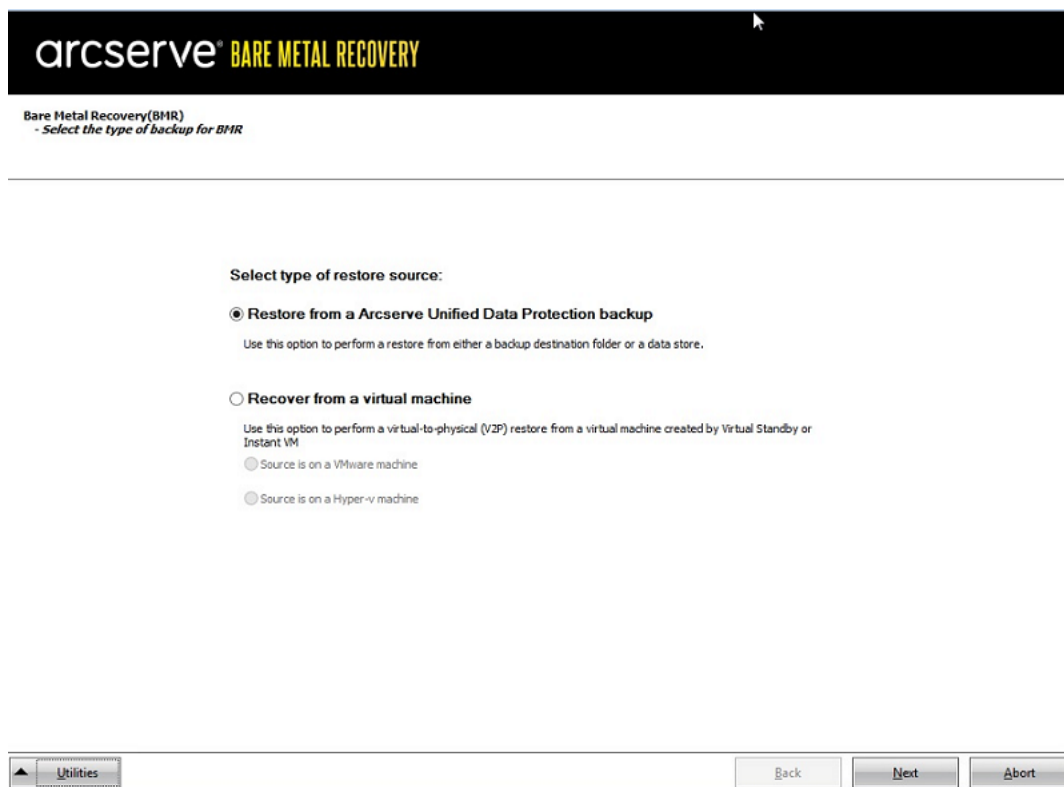 arcserve® BARE METAL RECOVERY
Bare Metal Recovery(BMR)
- Select the type of backup for BMR
Select type of restore source:
Restore from a Arcserve Unified Data Protection backup
Use this option to perform a restore from either a backup destination folder or a data store.
Recover from a virtual machine
Use this option to perform a virtual-to-physical (V2P) restore from a virtual machine created by Virtual Standby or
Instant VM
Source is on a VMware machine
Source is on a Hyper-v machine
Utilities
Back
Next
Abort